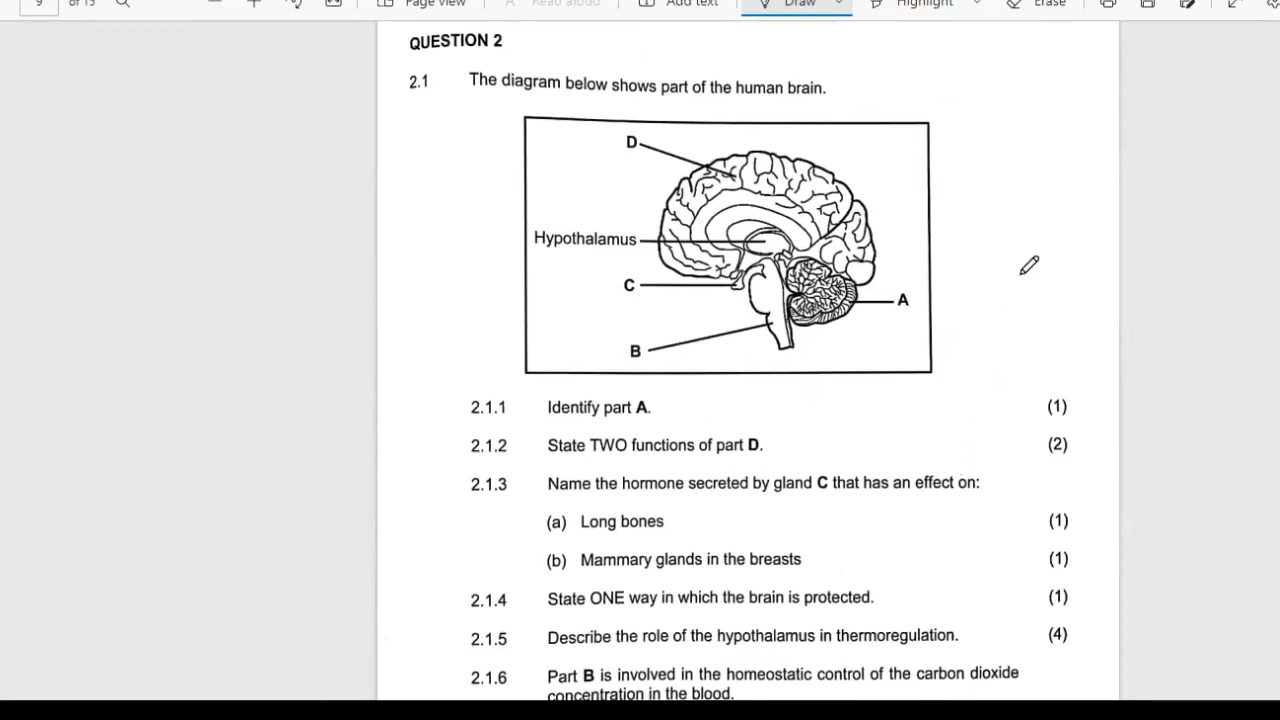 9 of 15 Page view Read aloud Add text Draw Highlight Erase
QUESTION 2
2.1 The diagram below shows part of the human brain.
D
Hypothalamus
C
A
B
2.1.1 Identify part A. (1)
2.1.2 State TWO functions of part D. (2)
2.1.3 Name the hormone secreted by gland C that has an effect on:
(a) Long bones (1)
(b) Mammary glands in the breasts (1)
2.1.4 State ONE way in which the brain is protected. (1)
2.1.5 Describe the role of the hypothalamus in thermoregulation. (4)
2.1.6 Part B is involved in the homeostatic control of the carbon dioxide
concentration in the blood.